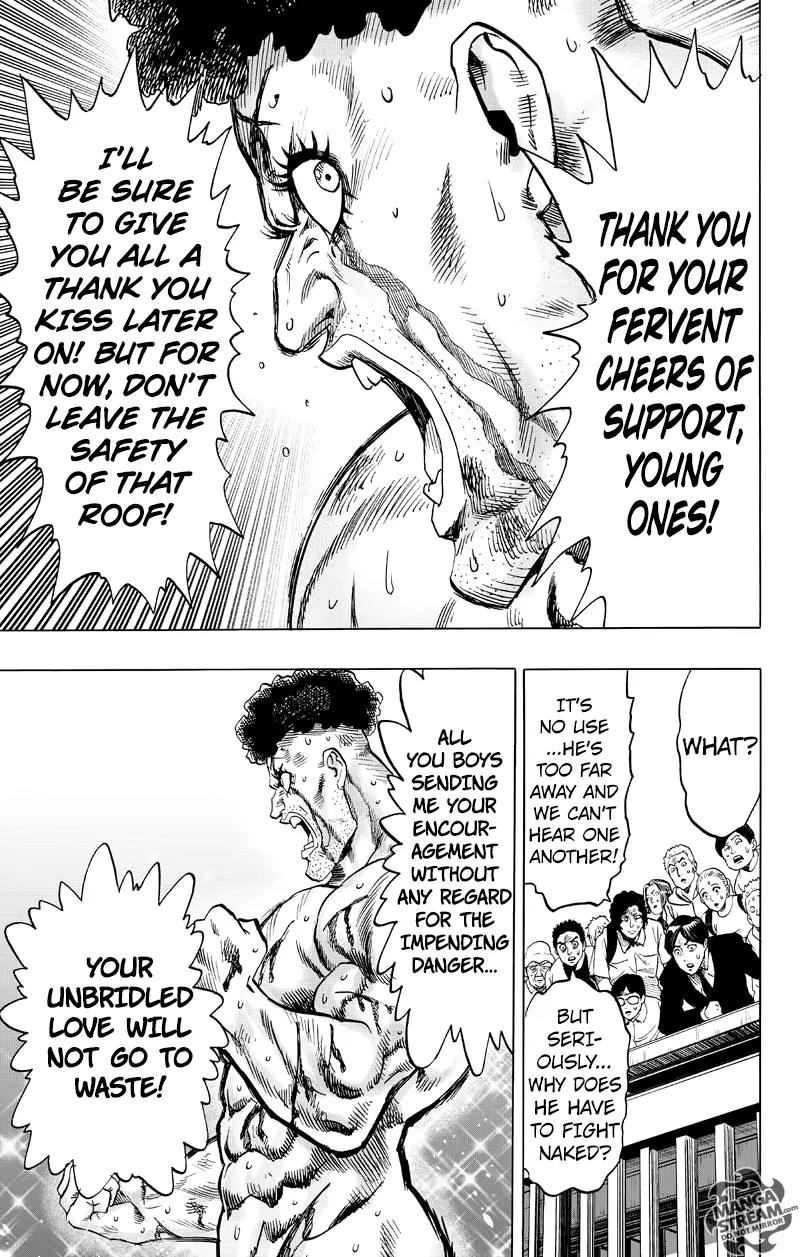 THANK YOU
FOR YOUR
FERVENT
CHEERS OF
SUPPORT,
YOUNG
ONES!
I'LL
BE SURE
TO GIVE
YOU ALL A
THANK YOU
KISS LATER
ON! BUT FOR
NOW, DON'T
LEAVE THE
SAFETY
OF THAT
ROOF!
WHAT?
IT'S
NO USE
...HE'S
TOO FAR
AWAY AND
WE CAN'T
HEAR ONE
ANOTHER!
BUT
SERI-
OUSLY...
WHY DOES
HE HAVE
TO FIGHT
NAKED?
ALL
YOU BOYS
SENDING
ME YOUR
ENCOUR-
AGEMENT
WITHOUT
ANY REGARD
FOR THE
IMPENDING
DANGER...
YOUR
UNBRIDLED
LOVE WILL
NOT GO TO
WASTE!
MANGA
STREAM.com
DO NOT MIRROR